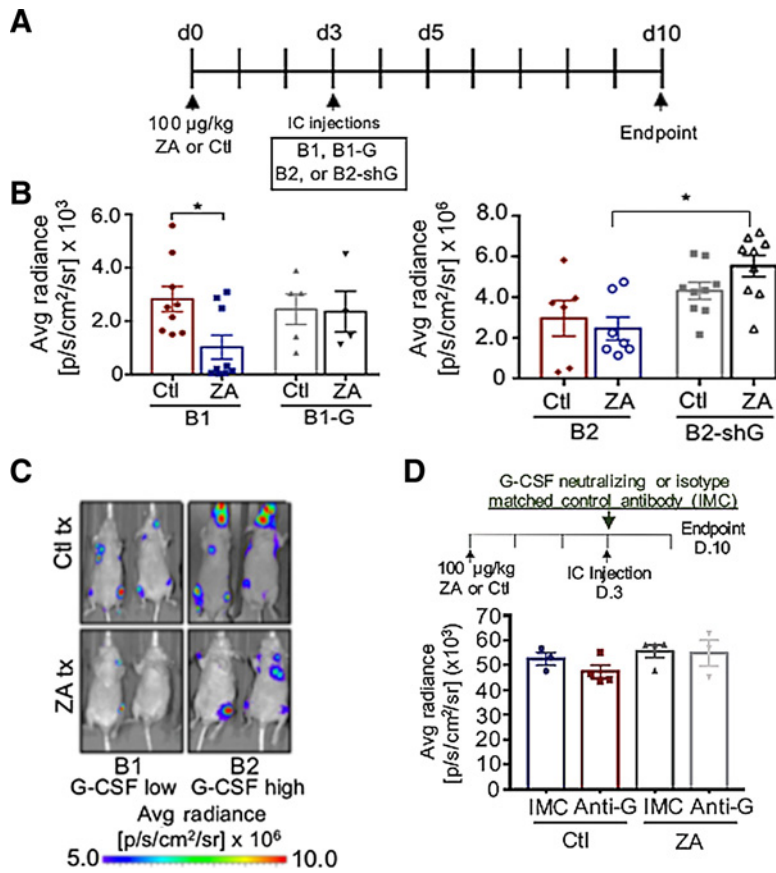 A
d0 d3 d5 d10
100 µg/kg
ZA or Ctl
IC injections
B1, B1-G
B2, or B2-shG
Endpoint
B
Avg radiance
[p/s/cm²/sr] x 10³
6.0
4.0
2.0
0
*
Ctl ZA Ctl ZA
B1 B1-G
Avg radiance
[p/s/cm²/sr] x 10⁶
8.0
6.0
4.0
2.0
0
*
Ctl ZA Ctl ZA
B2 B2-shG
C
Ctl tx
ZA tx
B1 B2
G-CSF low G-CSF high
Avg radiance
[p/s/cm²/sr] x 10⁶
5.0 10.0
D
G-CSF neutralizing or isotype
matched control antibody (IMC)
Endpoint
D.10
100 µg/kg
ZA or Ctl
IC Injection
D.3
Avg radiance
[p/s/cm²/sr] (x10³)
70
60
50
40
30
20
10
0
IMC Anti-G IMC Anti-G
Ctl ZA